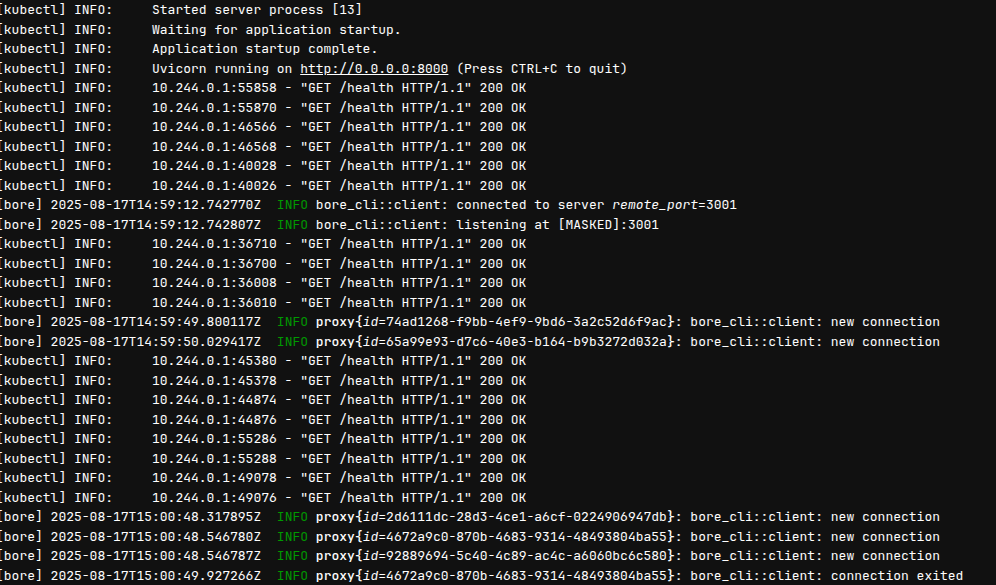 [kubectl] INFO:     Started server process [13]
[kubectl] INFO:     Waiting for application startup.
[kubectl] INFO:     Application startup complete.
[kubectl] INFO:     Uvicorn running on http://0.0.0.0:8000 (Press CTRL+C to quit)
[kubectl] INFO:     10.244.0.1:55858 - "GET /health HTTP/1.1" 200 OK
[kubectl] INFO:     10.244.0.1:55870 - "GET /health HTTP/1.1" 200 OK
[kubectl] INFO:     10.244.0.1:46566 - "GET /health HTTP/1.1" 200 OK
[kubectl] INFO:     10.244.0.1:46568 - "GET /health HTTP/1.1" 200 OK
[kubectl] INFO:     10.244.0.1:40028 - "GET /health HTTP/1.1" 200 OK
[kubectl] INFO:     10.244.0.1:40026 - "GET /health HTTP/1.1" 200 OK
[bore] 2025-08-17T14:59:12.742770Z  INFO bore_cli::client: connected to server remote_port=3001
[bore] 2025-08-17T14:59:12.742807Z  INFO bore_cli::client: listening at [MASKED]:3001
[kubectl] INFO:     10.244.0.1:36710 - "GET /health HTTP/1.1" 200 OK
[kubectl] INFO:     10.244.0.1:36700 - "GET /health HTTP/1.1" 200 OK
[kubectl] INFO:     10.244.0.1:36008 - "GET /health HTTP/1.1" 200 OK
[kubectl] INFO:     10.244.0.1:36010 - "GET /health HTTP/1.1" 200 OK
[bore] 2025-08-17T14:59:49.800117Z  INFO proxy{id=74ad1268-f9bb-4ef9-9bd6-3a2c52d6f9ac}: bore_cli::client: new connection
[bore] 2025-08-17T14:59:50.029417Z  INFO proxy{id=65a99e93-d7c6-40e3-b164-b9b3272d032a}: bore_cli::client: new connection
[kubectl] INFO:     10.244.0.1:45380 - "GET /health HTTP/1.1" 200 OK
[kubectl] INFO:     10.244.0.1:45378 - "GET /health HTTP/1.1" 200 OK
[kubectl] INFO:     10.244.0.1:44874 - "GET /health HTTP/1.1" 200 OK
[kubectl] INFO:     10.244.0.1:44876 - "GET /health HTTP/1.1" 200 OK
[kubectl] INFO:     10.244.0.1:55286 - "GET /health HTTP/1.1" 200 OK
[kubectl] INFO:     10.244.0.1:55288 - "GET /health HTTP/1.1" 200 OK
[kubectl] INFO:     10.244.0.1:49078 - "GET /health HTTP/1.1" 200 OK
[kubectl] INFO:     10.244.0.1:49076 - "GET /health HTTP/1.1" 200 OK
[bore] 2025-08-17T15:00:48.317895Z  INFO proxy{id=2d6111dc-28d3-4ce1-a6cf-0224906947db}: bore_cli::client: new connection
[bore] 2025-08-17T15:00:48.546780Z  INFO proxy{id=4672a9c0-870b-4683-9314-48493804ba55}: bore_cli::client: new connection
[bore] 2025-08-17T15:00:48.546787Z  INFO proxy{id=92889694-5c40-4c89-ac4c-a6060bc6c580}: bore_cli::client: new connection
[bore] 2025-08-17T15:00:49.927266Z  INFO proxy{id=4672a9c0-870b-4683-9314-48493804ba55}: bore_cli::client: connection exited